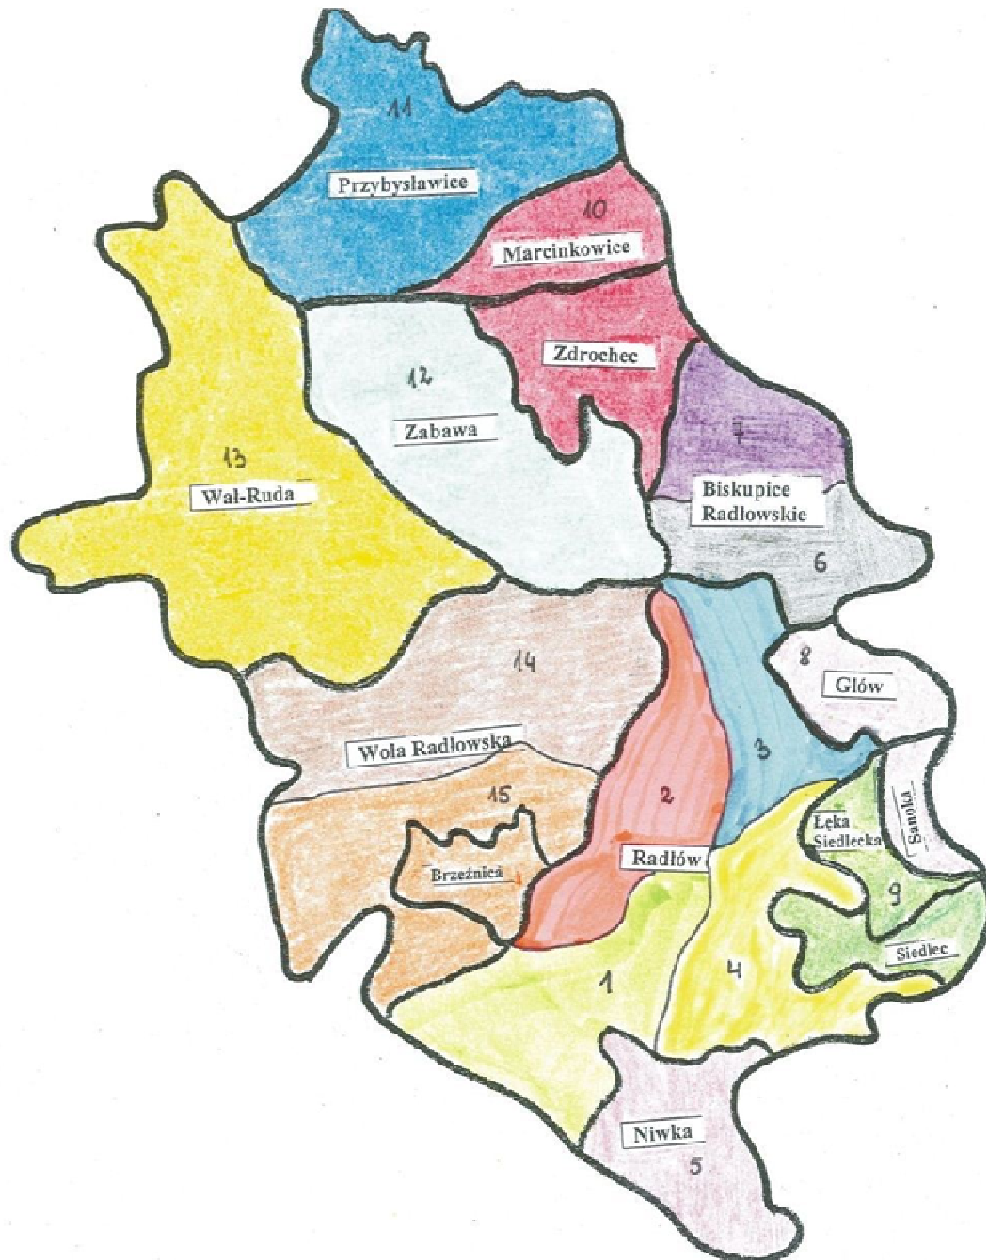 11
Przybysławice
10
Marcinkowice
Zdrochec
12
Zabawa
7
13
Wał-Ruda
Biskupice
Radłowskie
6
14
8
Glów
Wola Radłowska
3
2
15
Łęka
Siedlecka
Sanoka
Radłów
Brzeźnica
9
Siedlec
4
1
Niwka
5